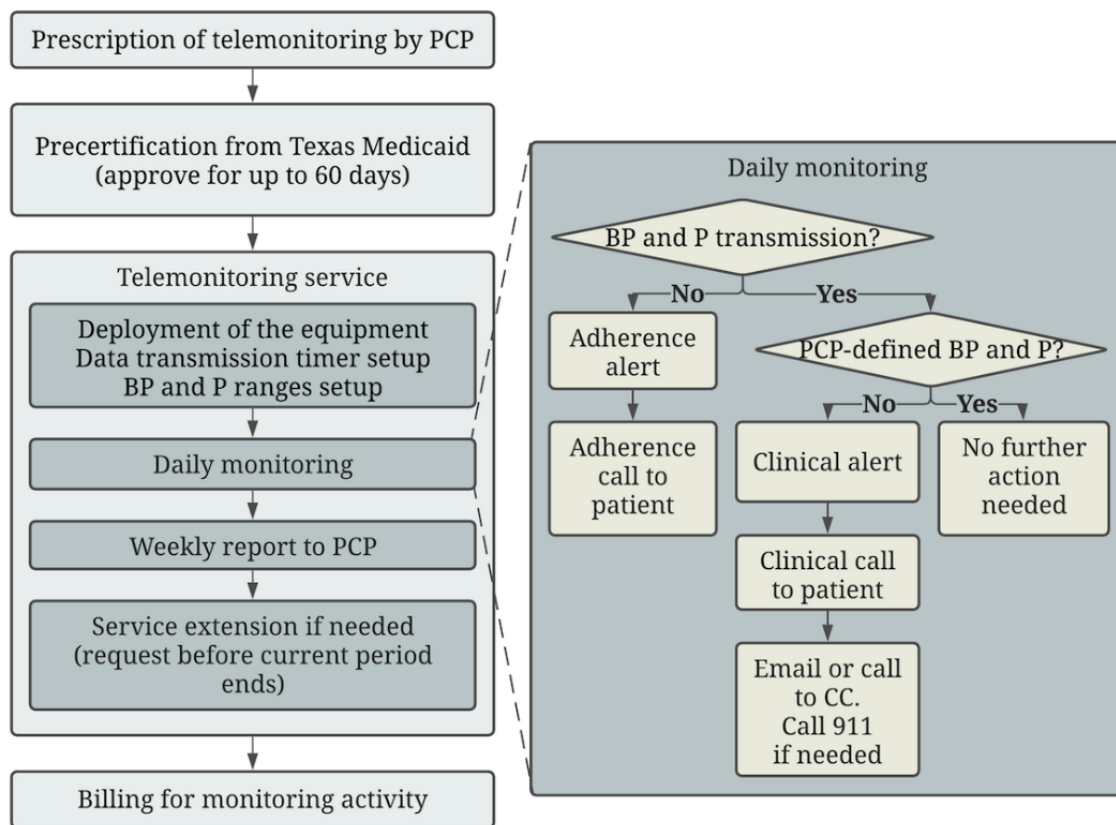 Prescription of telemonitoring by PCP
Precertification from Texas Medicaid
(approve for up to 60 days)
Telemonitoring service
Deployment of the equipment
Data transmission timer setup
BP and P ranges setup
Daily monitoring
Weekly report to PCP
Service extension if needed
(request before current period
ends)
Billing for monitoring activity
Daily monitoring
BP and P transmission?
No
Yes
Adherence
alert
Adherence
call to
patient
PCP-defined BP and P?
No
Yes
Clinical alert
No further
action
needed
Clinical call
to patient
Email or call
to CC.
Call 911
if needed